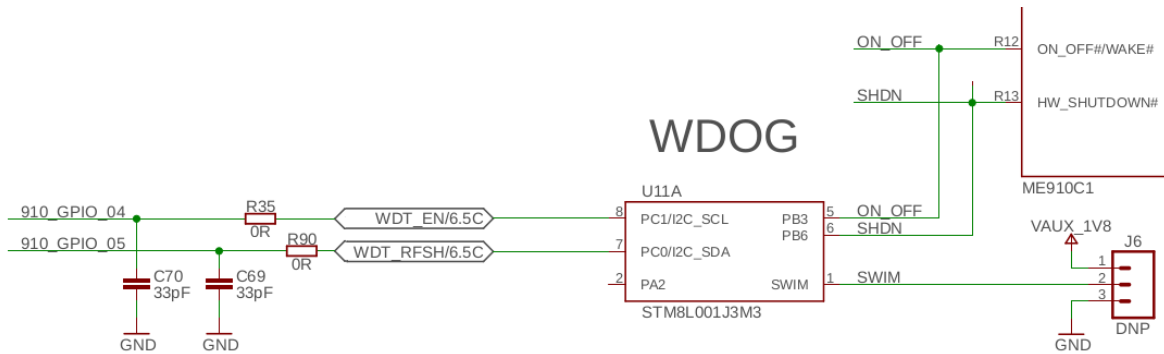 ON_OFF
R12
ON_OFF#/WAKE#
SHDN
R13
HW_SHUTDOWN#
WDOG
ME910C1
U11A
910_GPIO_04
R35
0R
WDT_EN/6.5C
8
PC1/I2C_SCL
PB3
5
ON_OFF
PB6
6
SHDN
910_GPIO_05
R90
0R
WDT_RFSH/6.5C
7
PC0/I2C_SDA
VAUX_1V8
J6
C70
33pF
C69
33pF
2
PA2
SWIM
1
SWIM
1
2
3
STM8L001J3M3
DNP
GND
GND
GND